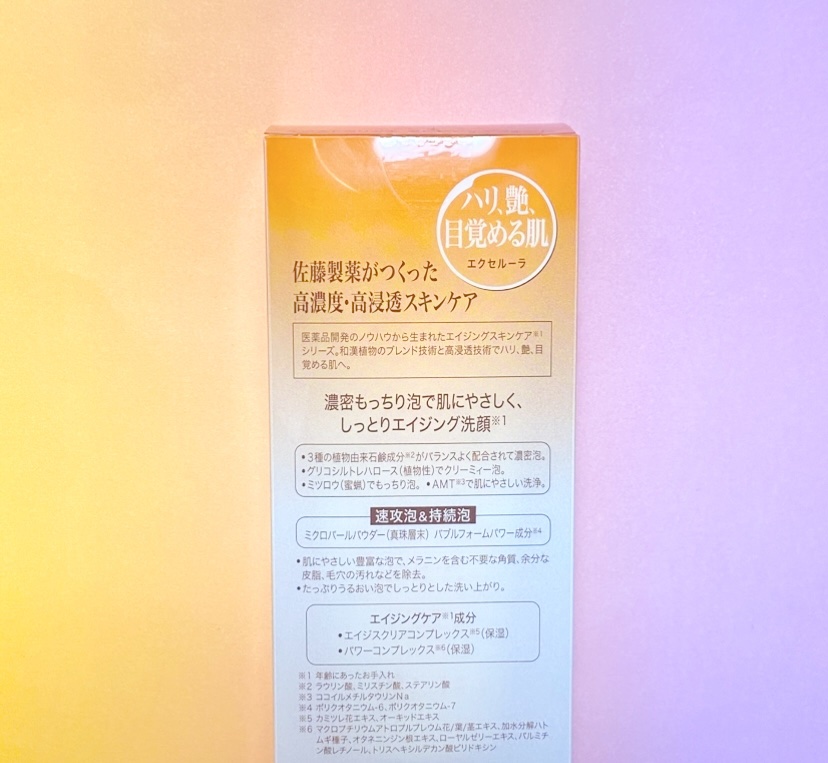 ハリ、艶、
目覚める肌
エクセルーラ
佐藤製薬がつくった
高濃度・高浸透スキンケア
医薬品開発のノウハウから生まれたエイジングスキンケア※1
シリーズ。和漢植物のブレンド技術と高浸透技術でハリ、艶、目
覚める肌へ。
濃密もっちり泡で肌にやさしく、
しっとりエイジング洗顔※1
•3種の植物由来石鹸成分※2がバランスよく配合されて濃密泡。
•グリコシルトレハロース(植物性)でクリーミィー泡。
•ミツロウ(蜜蝋)でもっちり泡。 •AMT※3で肌にやさしい洗浄。
速攻泡&持続泡
ミクロパールパウダー(真珠層末) バブルフォームパワー成分※4
•肌にやさしい豊富な泡で、メラニンを含む不要な角質、余分な
皮脂、毛穴の汚れなどを除去。
•たっぷりうるおい泡でしっとりとした洗い上がり。
エイジングケア※1成分
•エイジスクリアコンプレックス※5(保湿)
•パワーコンプレックス※6(保湿)
※1 年齢にあったお手入れ
※2 ラウリン酸、ミリスチン酸、ステアリン酸
※3 ココイルメチルタウリンNa
※4 ポリクオタニウム-6、ポリクオタニウム-7
※5 カミツレ花エキス、オーキッドエキス
※6 マクロプチリウムアトロプルプレウム花/葉/茎エキス、加水分解ハト
ムギ種子、オタネニンジン根エキス、ローヤルゼリーエキス、パルミチ
ン酸レチノール、トリスヘキシルデカン酸ピリドキシン